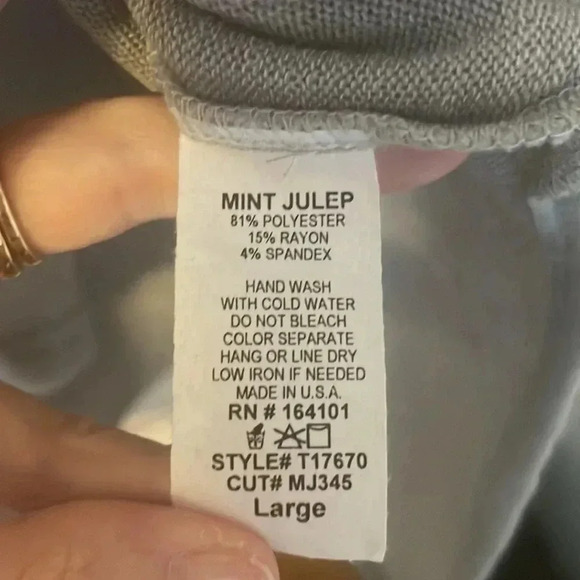 MINT JULEP
81% POLYESTER
15% RAYON
4% SPANDEX
HAND WASH
WITH COLD WATER
DO NOT BLEACH
COLOR SEPARATE
HANG OR LINE DRY
LOW IRON IF NEEDED
MADE IN U.S.A.
RN # 164101
STYLE# T17670
CUT# MJ345
Large